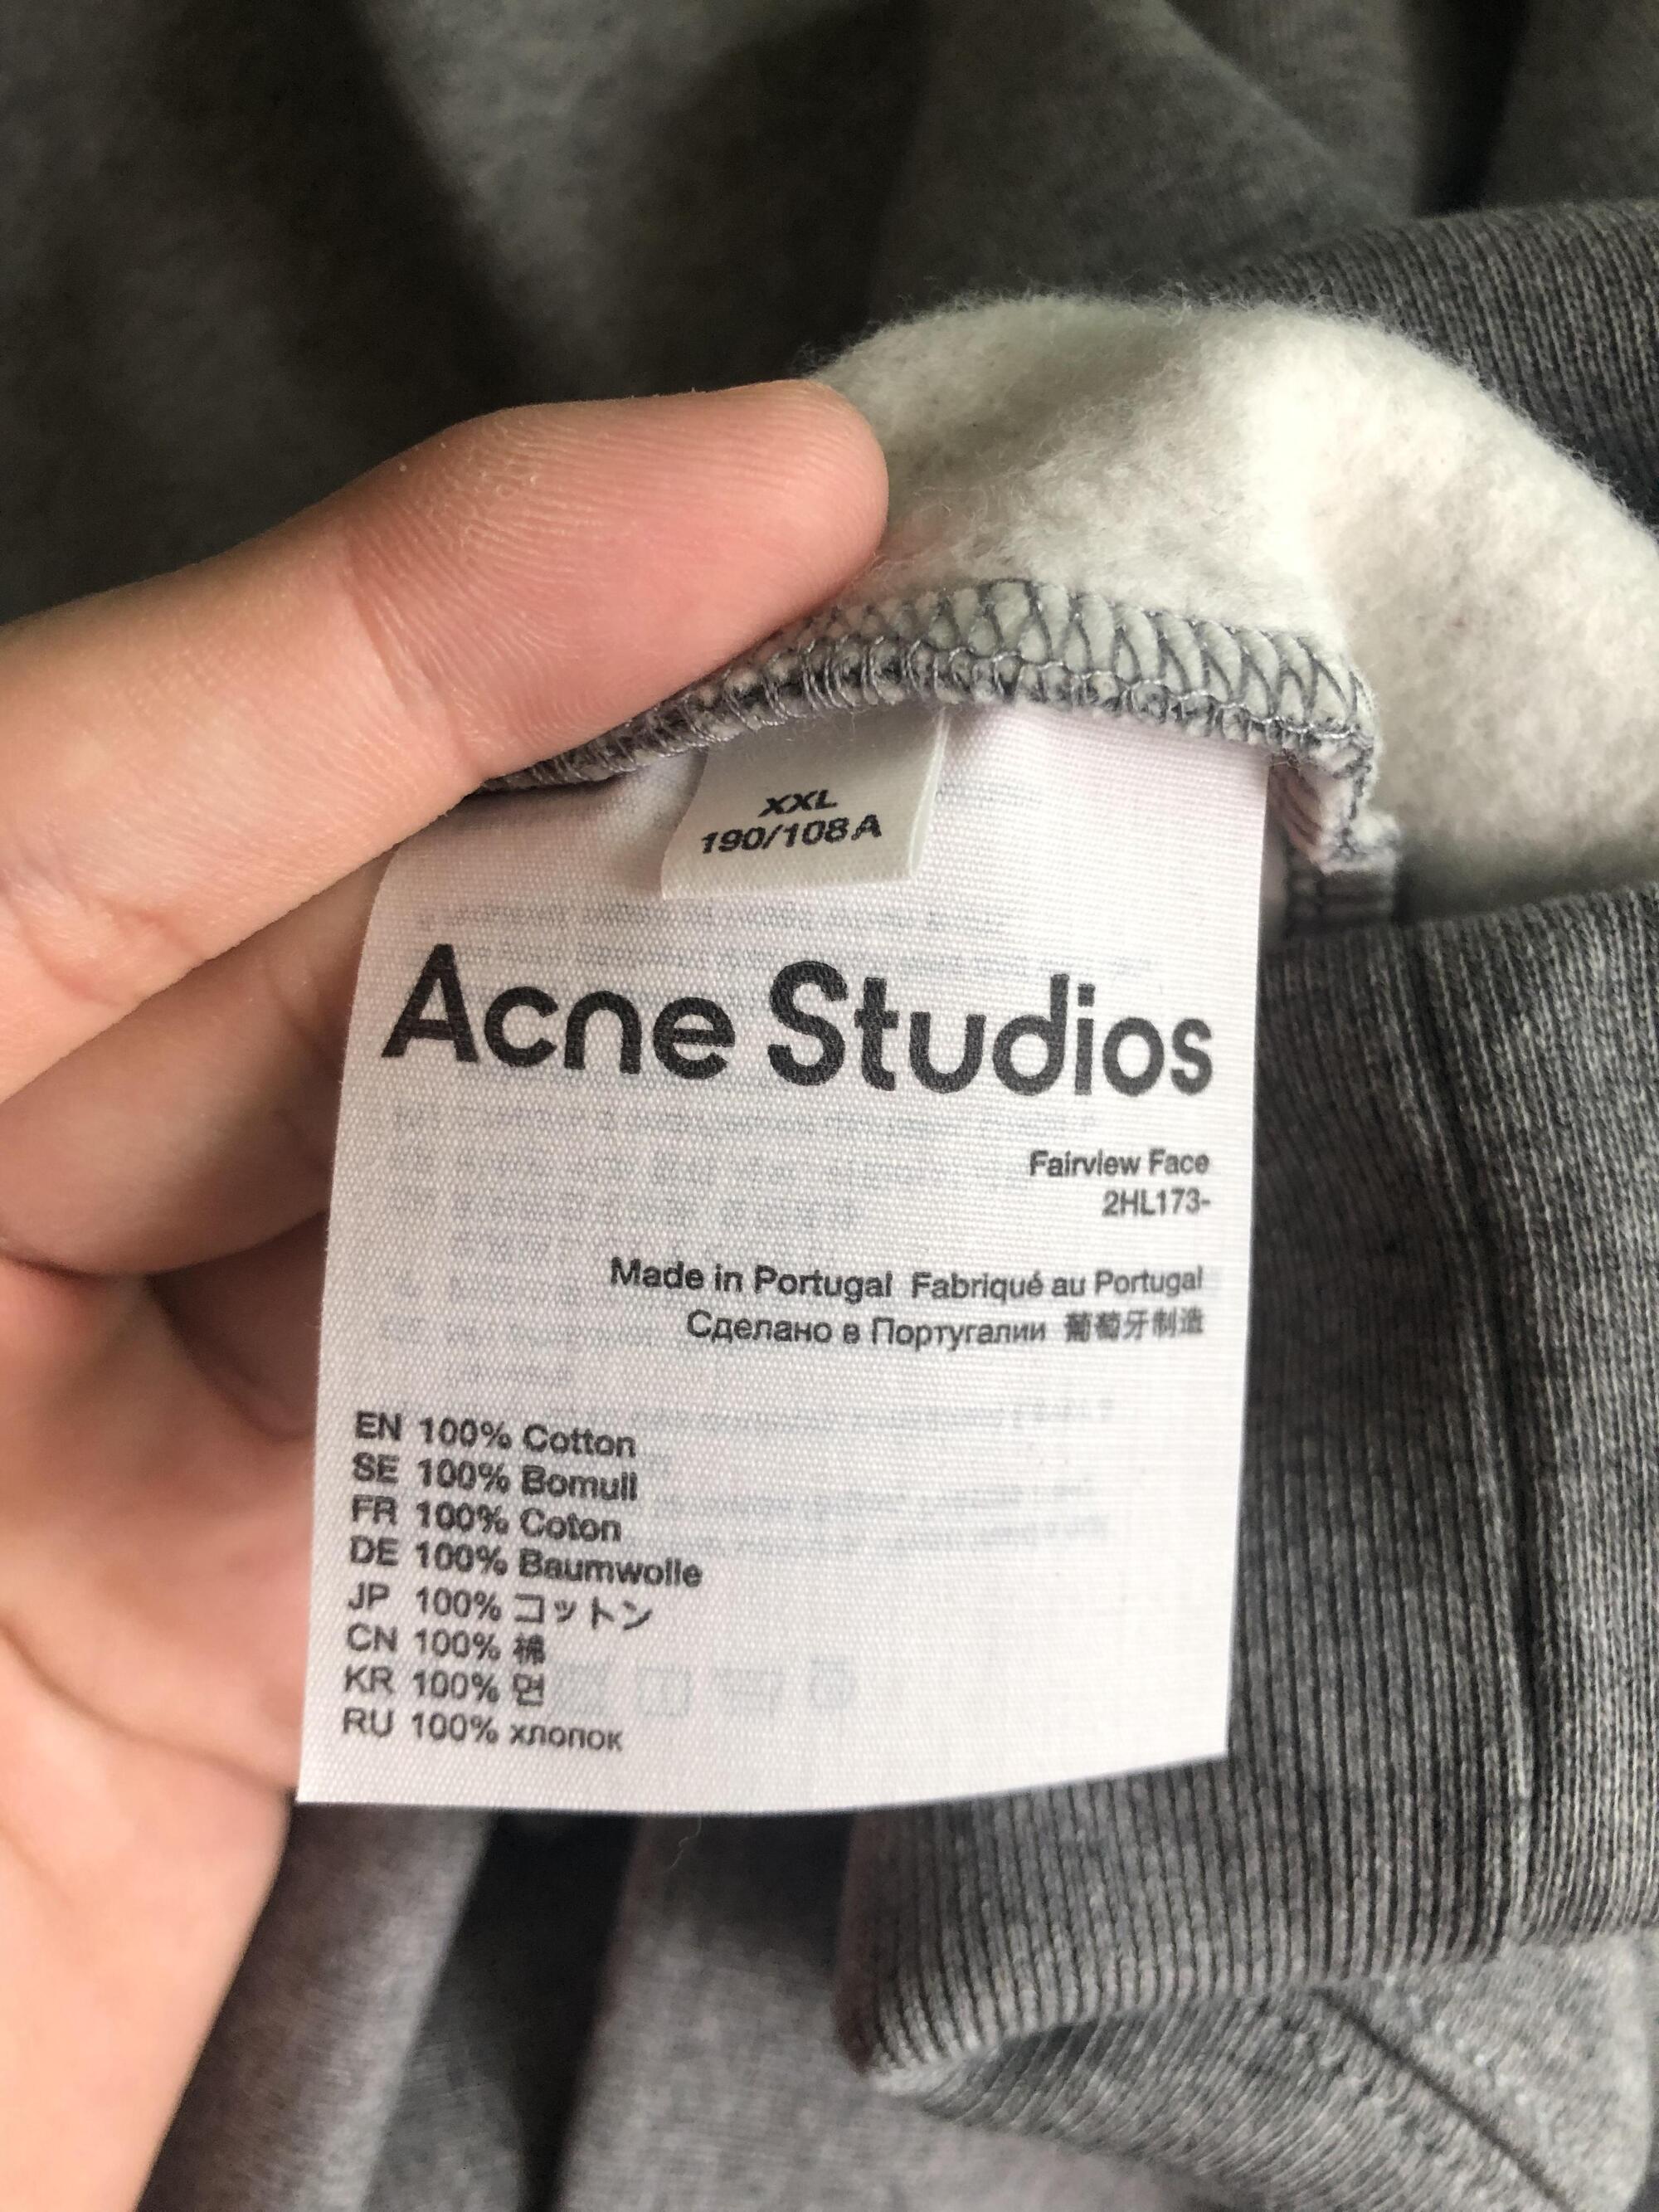 XXL
190/108A
Acne Studios
Fairview Face
2HL173-
Made in Portugal Fabriqué au Portugal
Сделано в Португалии 葡萄牙制造
EN 100% Cotton
SE 100% Bomull
FR 100% Coton
DE 100% Baumwolle
JP 100% コットン
CN 100% 棉
KR 100% 면
RU 100% хлопок